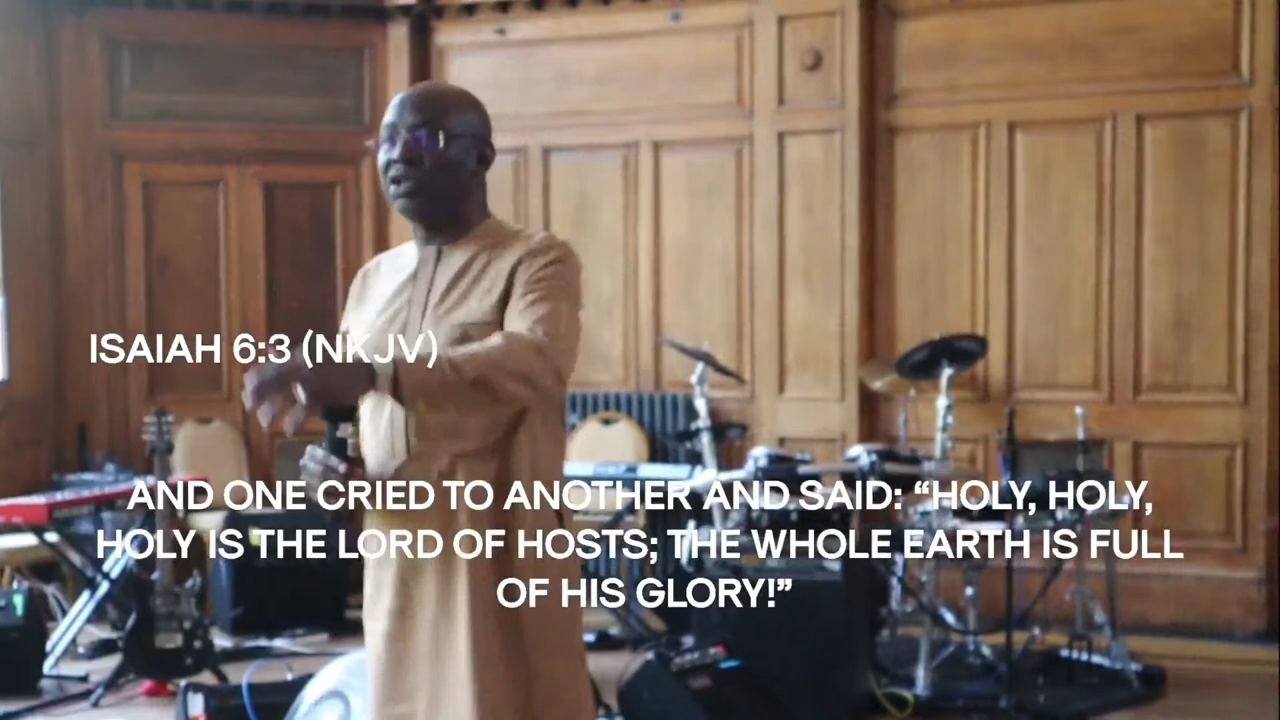 ISAIAH 6:3 (NKJV)
AND ONE CRIED TO ANOTHER AND SAID: “HOLY, HOLY,
HOLY IS THE LORD OF HOSTS; THE WHOLE EARTH IS FULL
OF HIS GLORY!”